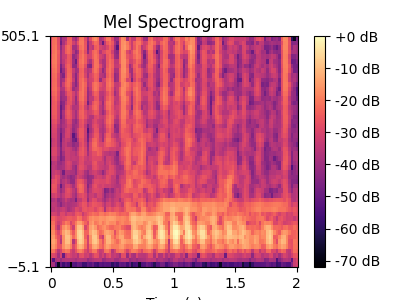 Mel Spectrogram
505.1
-5.1
0
0.5
1
1.5
2
+0 dB
-10 dB
-20 dB
-30 dB
-40 dB
-50 dB
-60 dB
-70 dB